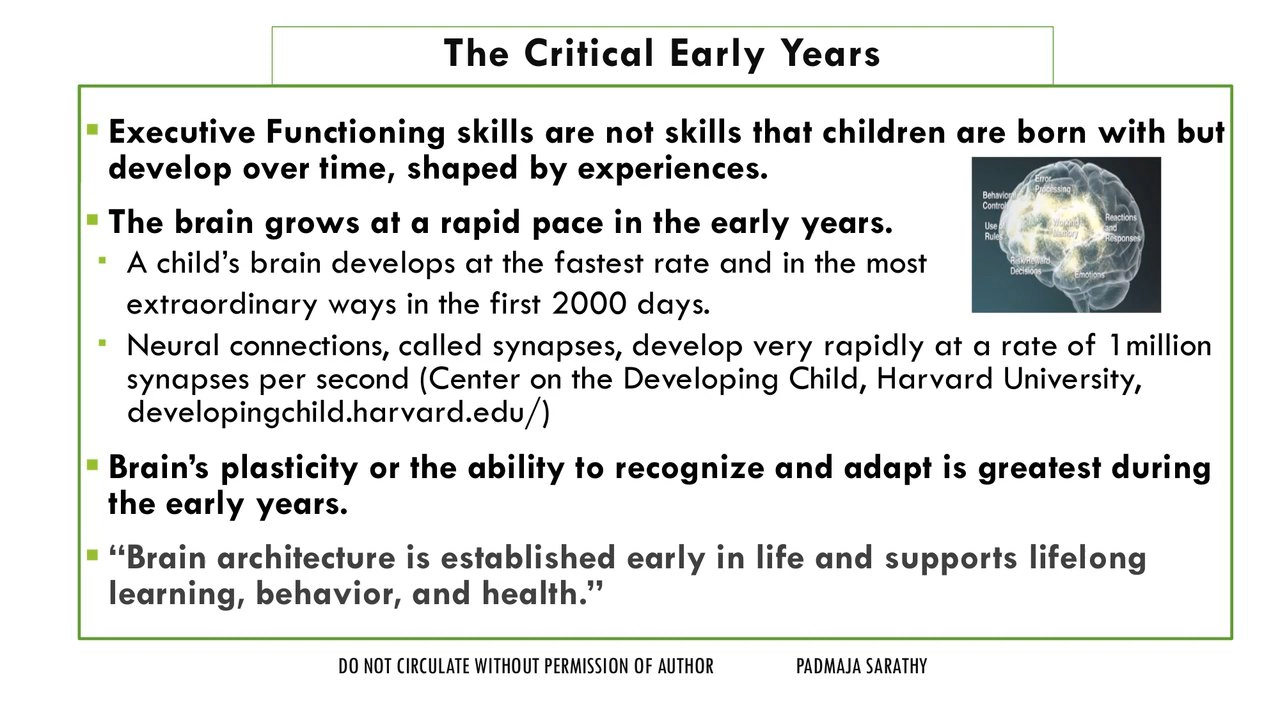 The Critical Early Years
▪ Executive Functioning skills are not skills that children are born with but
develop over time, shaped by experiences.
▪ The brain grows at a rapid pace in the early years.
▪ A child’s brain develops at the fastest rate and in the most
extraordinary ways in the first 2000 days.
▪ Neural connections, called synapses, develop very rapidly at a rate of 1million
synapses per second (Center on the Developing Child, Harvard University,
developingchild.harvard.edu/)
▪ Brain’s plasticity or the ability to recognize and adapt is greatest during
the early years.
▪ “Brain architecture is established early in life and supports lifelong
learning, behavior, and health.”
Error
Processing
Behavior
Control
Use of
Rules
Working
Memory
Reactions
and
Responses
Risk/Reward
Decisions
Emotions
DO NOT CIRCULATE WITHOUT PERMISSION OF AUTHOR PADMAJA SARATHY